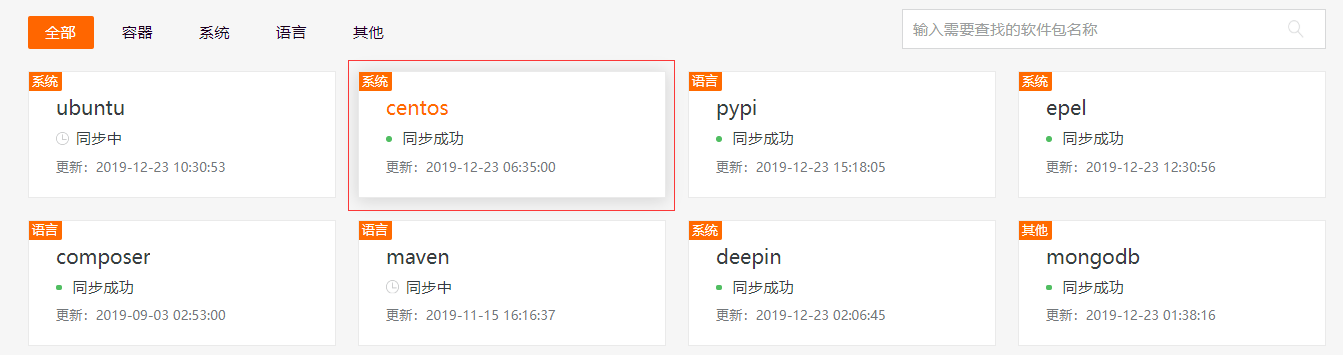 全部 容器 系统 语言 其他 输入需要查找的软件包名称
系统 系统 语言 系统
ubuntu centos pypi epel
同步中 同步成功 同步成功 同步成功
更新：2019-12-23 10:30:53 更新：2019-12-23 06:35:00 更新：2019-12-23 15:18:05 更新：2019-12-23 12:30:56
语言 语言 系统 其他
composer maven deepin mongodb
同步成功 同步中 同步成功 同步成功
更新：2019-09-03 02:53:00 更新：2019-11-15 16:16:37 更新：2019-12-23 02:06:45 更新：2019-12-23 01:38:16